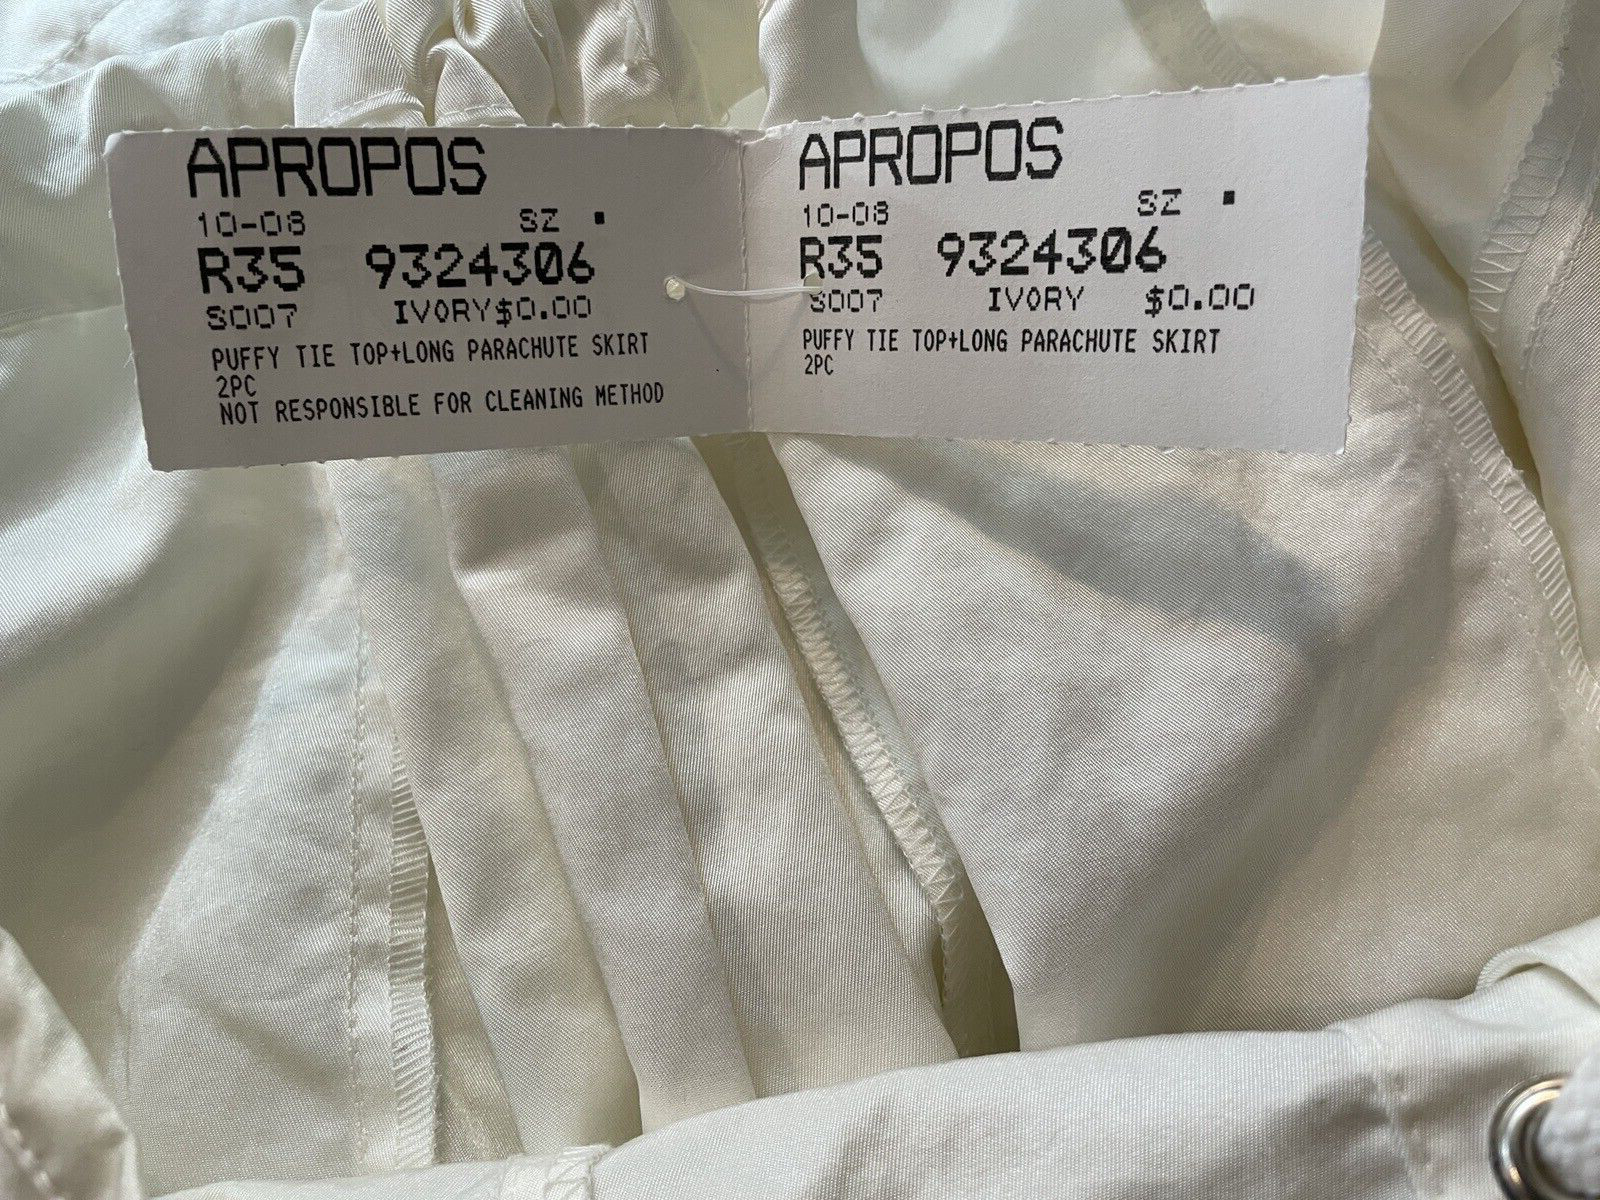 APROPOS
10-08 SZ .
R35 9324306
S007 IVORY $0.00
PUFFY TIE TOP+LONG PARACHUTE SKIRT
2PC
NOT RESPONSIBLE FOR CLEANING METHOD
APROPOS
10-08 SZ .
R35 9324306
S007 IVORY $0.00
PUFFY TIE TOP+LONG PARACHUTE SKIRT
2PC